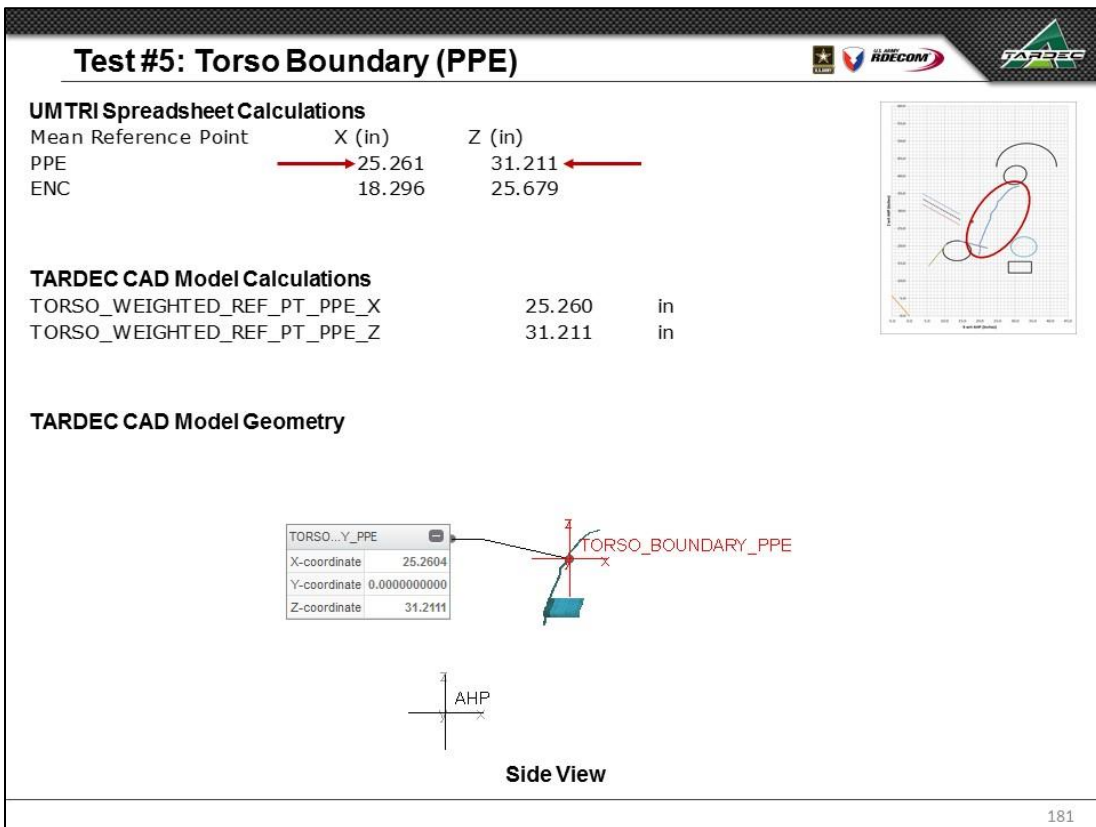 Test #5: Torso Boundary (PPE)
U.S. ARMY
U.S. ARMY
RDECOM
TARDEC
UMTRI Spreadsheet Calculations
Mean Reference Point X (in) Z (in)
PPE 25.261 31.211
ENC 18.296 25.679
TARDEC CAD Model Calculations
TORSO_WEIGHTED_REF_PT_PPE_X 25.260 in
TORSO_WEIGHTED_REF_PT_PPE_Z 31.211 in
TARDEC CAD Model Geometry
TORSO...Y_PPE
X-coordinate 25.2604
Y-coordinate 0.0000000000
Z-coordinate 31.2111
Z
TORSO_BOUNDARY_PPE
X
Z
AHP
y
X
Side View
181